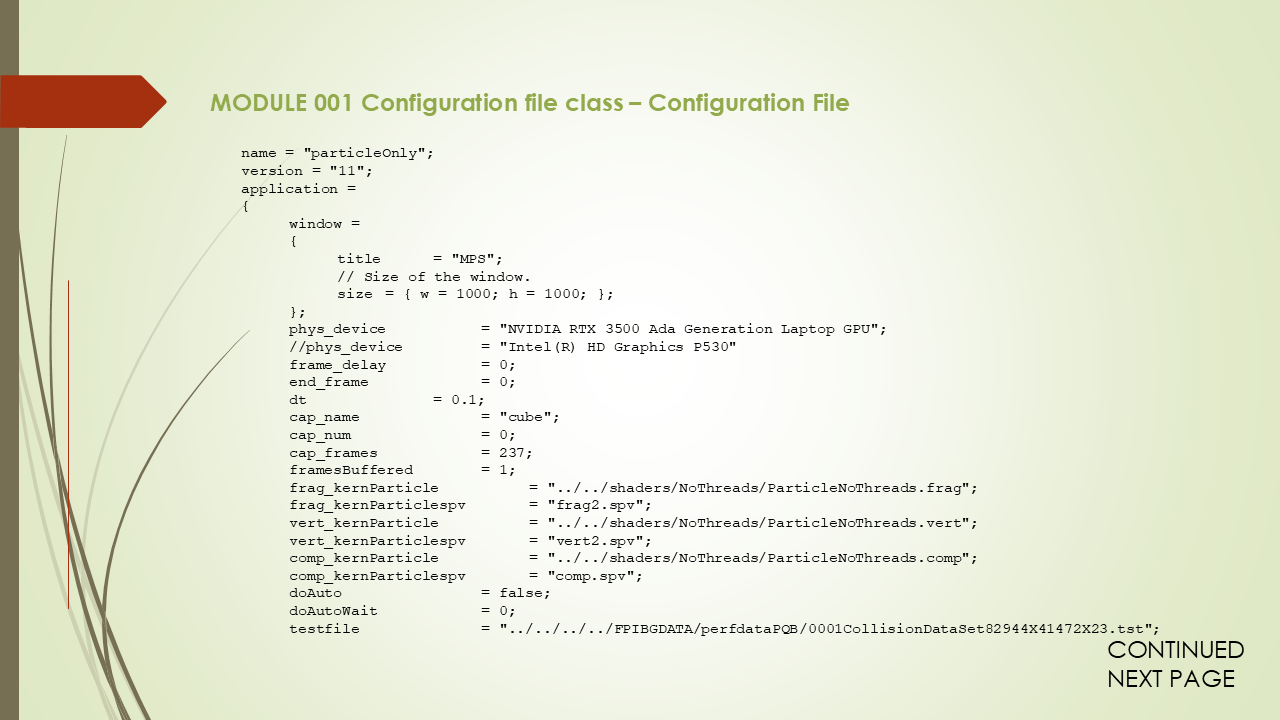 MODULE 001 Configuration file class – Configuration File
name = "particleOnly";
version = "11";
application =
{
window =
{
title = "MPS";
// Size of the window.
size = { w = 1000; h = 1000; };
};
phys_device = "NVIDIA RTX 3500 Ada Generation Laptop GPU";
//phys_device = "Intel(R) HD Graphics P530"
frame_delay = 0;
end_frame = 0;
dt = 0.1;
cap_name = "cube";
cap_num = 0;
cap_frames = 237;
framesBuffered = 1;
frag_kernParticle = "../../shaders/NoThreads/ParticleNoThreads.frag";
frag_kernParticlespv = "frag2.spv";
vert_kernParticle = "../../shaders/NoThreads/ParticleNoThreads.vert";
vert_kernParticlespv = "vert2.spv";
comp_kernParticle = "../../shaders/NoThreads/ParticleNoThreads.comp";
comp_kernParticlespv = "comp.spv";
doAuto = false;
doAutoWait = 0;
testfile = "../../../../FPIBGDATA/perfdataPQB/0001CollisionDataSet82944X41472X23.tst";
CONTINUED
NEXT PAGE